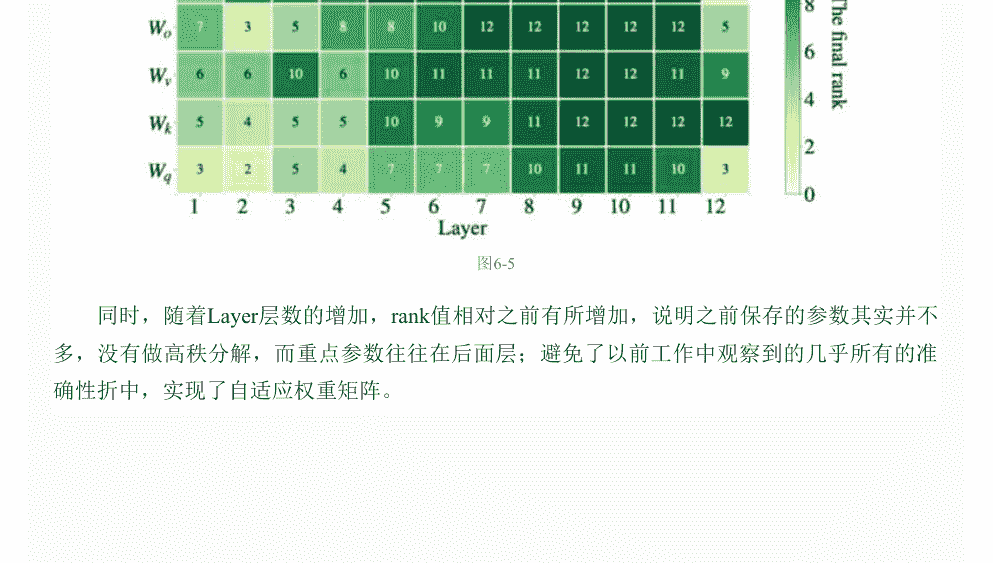 W_o 7 3 5 8 8 10 12 12 12 12 12 5
W_v 6 6 10 6 10 11 11 11 12 12 11 9
W_k 5 4 5 5 10 9 9 11 12 12 12 12
W_q 3 2 5 4 7 7 7 10 11 11 10 3
1 2 3 4 5 6 7 8 9 10 11 12
Layer
8
6
4
2
0
The final rank
图6-5
同时，随着Layer层数的增加，rank值相对之前有所增加，说明之前保存的参数其实并不
多，没有做高秩分解，而重点参数往往在后面层；避免了以前工作中观察到的几乎所有的准
确性折中，实现了自适应权重矩阵。